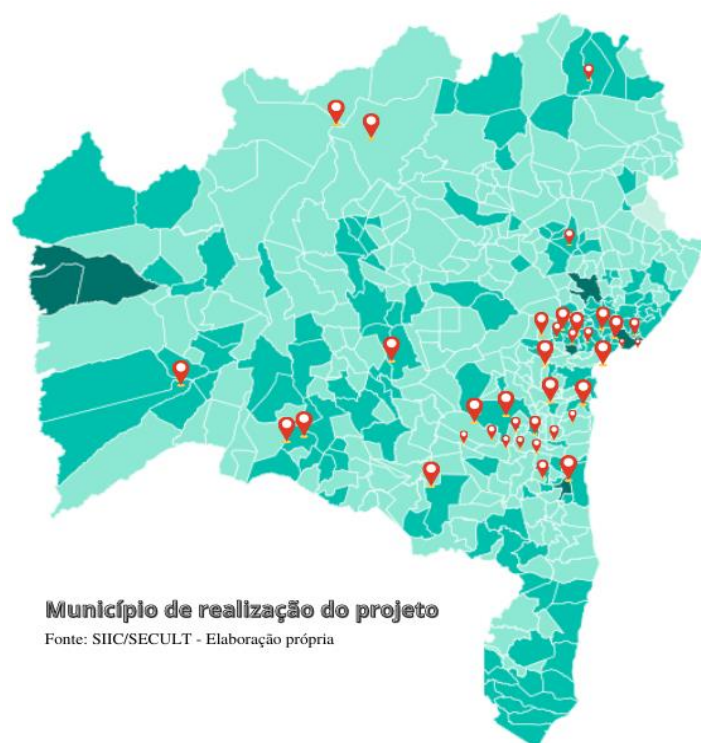 Município de realização do projeto
Fonte: SIIC/SECULT - Elaboração própria